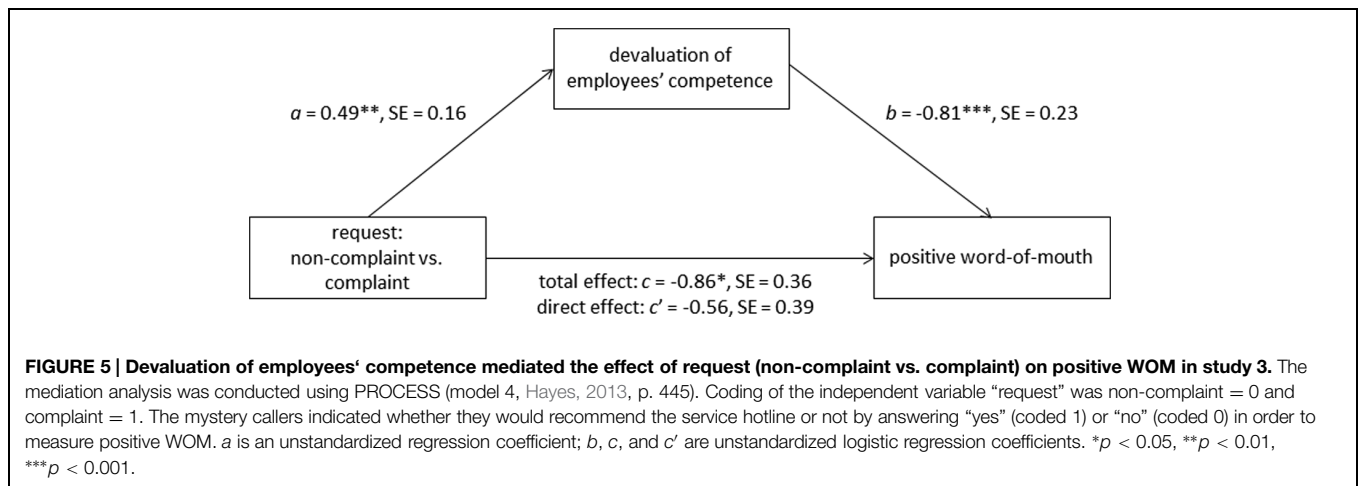 devaluation of
employees' competence
a = 0.49**, SE = 0.16
b = -0.81***, SE = 0.23
request:
non-complaint vs.
complaint
positive word-of-mouth
total effect: c = -0.86*, SE = 0.36
direct effect: c' = -0.56, SE = 0.39
FIGURE 5 | Devaluation of employees‘ competence mediated the effect of request (non-complaint vs. complaint) on positive WOM in study 3. The
mediation analysis was conducted using PROCESS (model 4, Hayes, 2013, p. 445). Coding of the independent variable “request” was non-complaint = 0 and
complaint = 1. The mystery callers indicated whether they would recommend the service hotline or not by answering “yes” (coded 1) or “no” (coded 0) in order to
measure positive WOM. a is an unstandardized regression coefficient; b, c, and c′ are unstandardized logistic regression coefficients. *p < 0.05, **p < 0.01,
***p < 0.001.